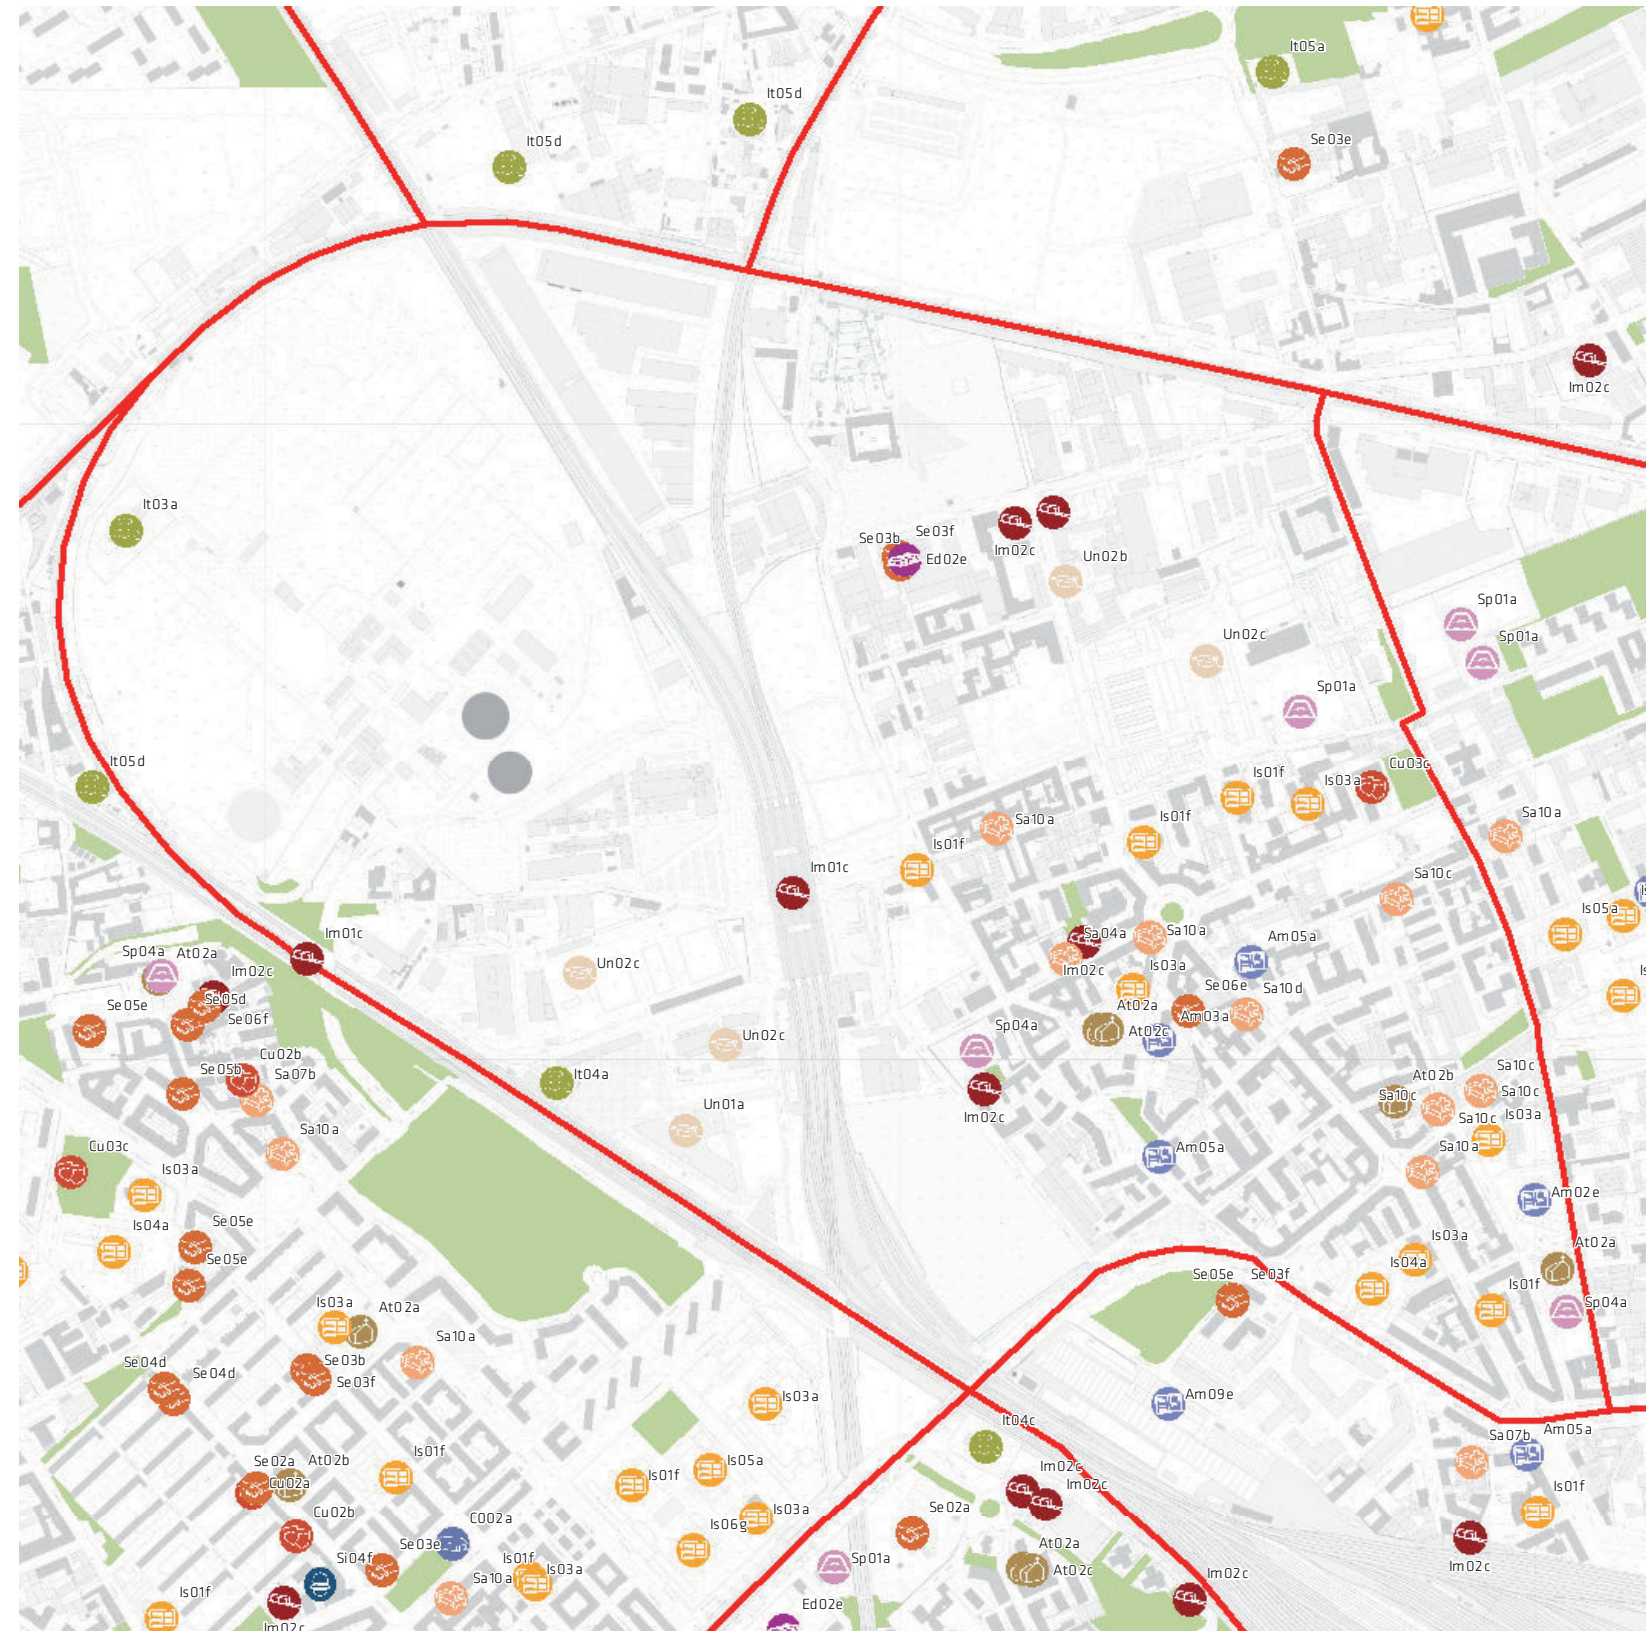 It05a
It05d
It05d
Se03e
Im02c
It03a
Se03b
Se03f
Im02c
Ed02e
Un02b
Sp01a
Un02c
Sp01a
Sp01a
It05d
Cu03c
Is01f
Is03a
Sa10a
Is01f
Sa10a
Is01f
Im01c
Sa10c
Is05a
Im01c
Sa04a
Sa10a
Am05a
Sp04a
At02a
Im02c
Un02c
Im02c
Is03a
Se05e
Se05d
Se06f
Se06e
Sa10d
At02a
Am03a
At02c
Un02c
Sp04a
Cu02b
Se05b
Sa07b
It04a
Sa10c
At02b
Sa10c
Sa10c
Un01a
Im02c
Sa10c
Is03a
Sa10a
Cu03c
Sa10a
Am05a
Is03a
Am02e
Is04a
Se05e
Is03a
At02a
Se05e
Is04a
Se05e
Se03f
Is01f
Sp04a
Is03a
At02a
Sa10a
Se04d
Se04d
Se03b
Se03f
Is03a
Am09e
It04c
Am05a
Sa07b
Se02a
At02b
Is01f
Is05a
Im02c
Cu02a
Is01f
Im02c
Is01f
Cu02b
C002a
Is03a
Se02a
Is06g
Se03e
At02a
Si04f
Is01f
Is03a
Sp01a
At02c
Im02c
Im02c
Is01f
Sa10a
Im02c
Ed02e